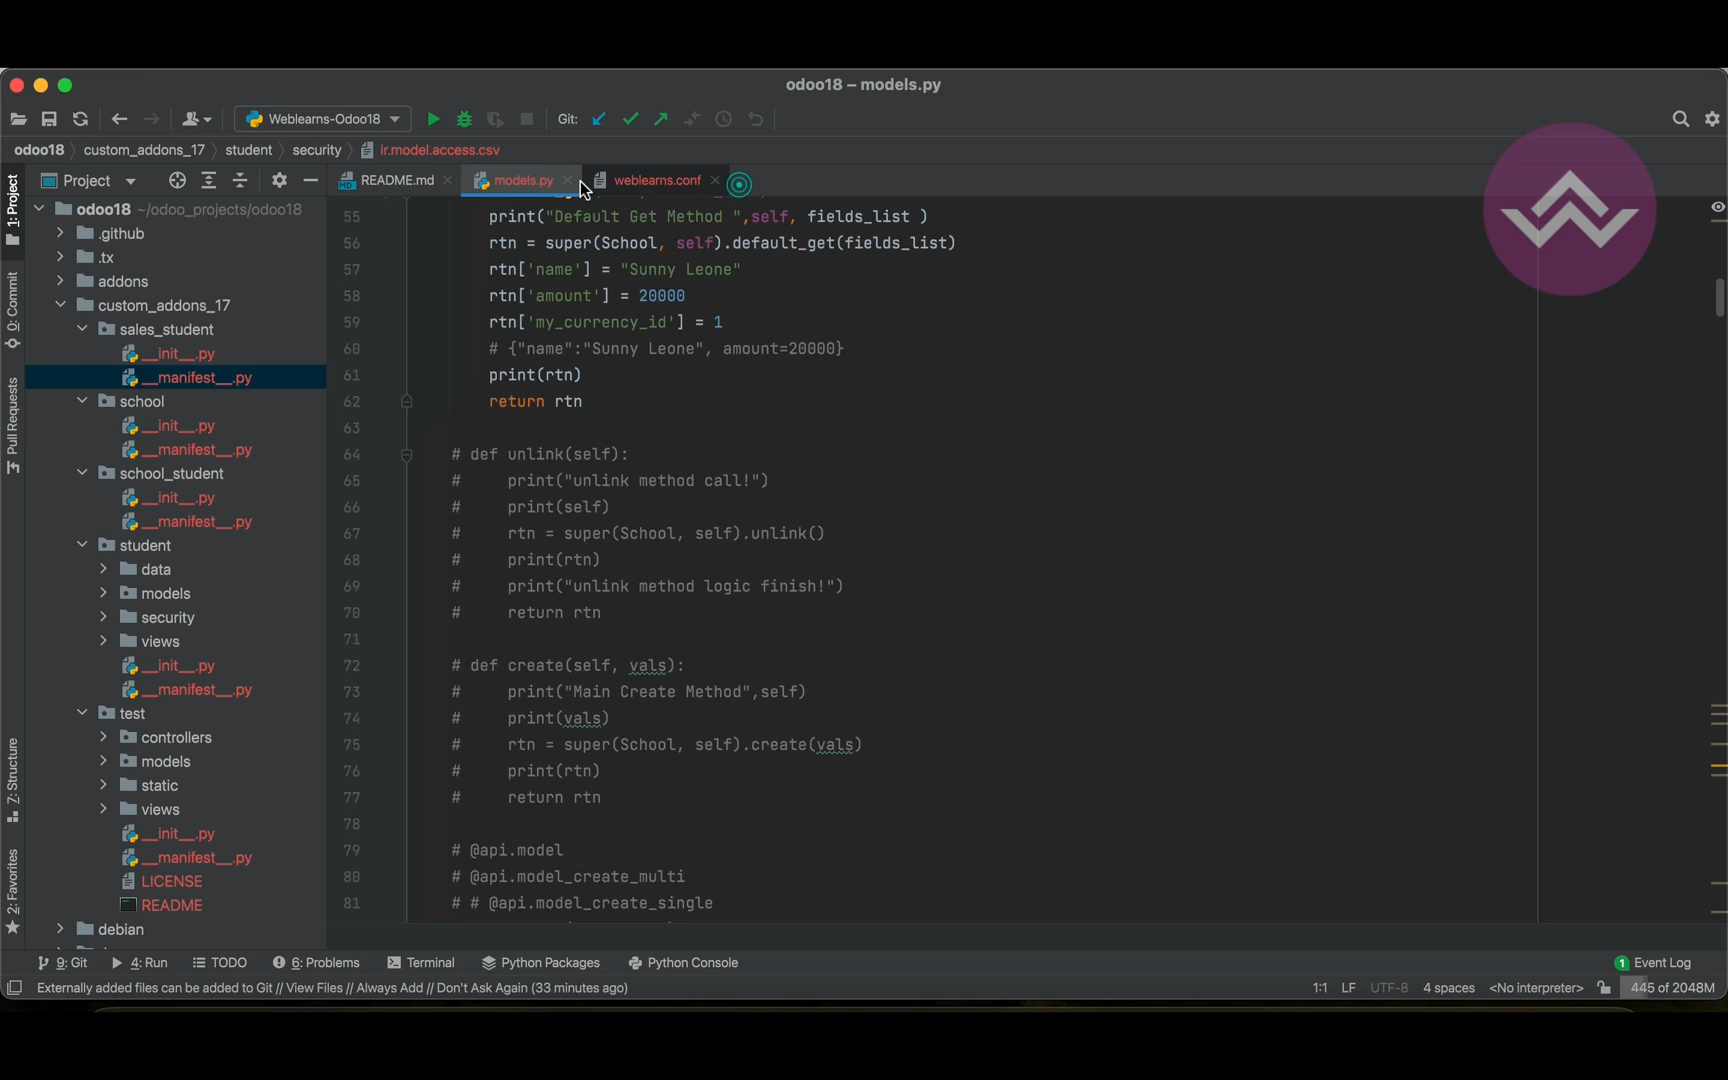 odoo18 – models.py
Weblearns-Odoo18
Git:
odoo18 custom_addons_17 student security ir.model.access.csv
Project
README.md models.py weblearns.conf
1: Project
0: Commit
Pull Requests
7: Structure
2: Favorites
odoo18 ~/odoo_projects/odoo18
.github
.tx
addons
custom_addons_17
sales_student
__init__.py
__manifest__.py
school
__init__.py
__manifest__.py
school_student
__init__.py
__manifest__.py
student
data
models
security
views
__init__.py
__manifest__.py
test
controllers
models
static
views
__init__.py
__manifest__.py
LICENSE
README
debian
55 print("Default Get Method ",self, fields_list )
56 rtn = super(School, self).default_get(fields_list)
57 rtn['name'] = "Sunny Leone"
58 rtn['amount'] = 20000
59 rtn['my_currency_id'] = 1
60 # {"name":"Sunny Leone", amount=20000}
61 print(rtn)
62 return rtn
63
64 # def unlink(self):
65 #     print("unlink method call!")
66 #     print(self)
67 #     rtn = super(School, self).unlink()
68 #     print(rtn)
69 #     print("unlink method logic finish!")
70 #     return rtn
71
72 # def create(self, vals):
73 #     print("Main Create Method",self)
74 #     print(vals)
75 #     rtn = super(School, self).create(vals)
76 #     print(rtn)
77 #     return rtn
78
79 # @api.model
80 # @api.model_create_multi
81 # # @api.model_create_single
9: Git 4: Run TODO 6: Problems Terminal Python Packages Python Console 1 Event Log
Externally added files can be added to Git // View Files // Always Add // Don't Ask Again (33 minutes ago) 1:1 LF UTF-8 4 spaces <No interpreter> 445 of 2048M